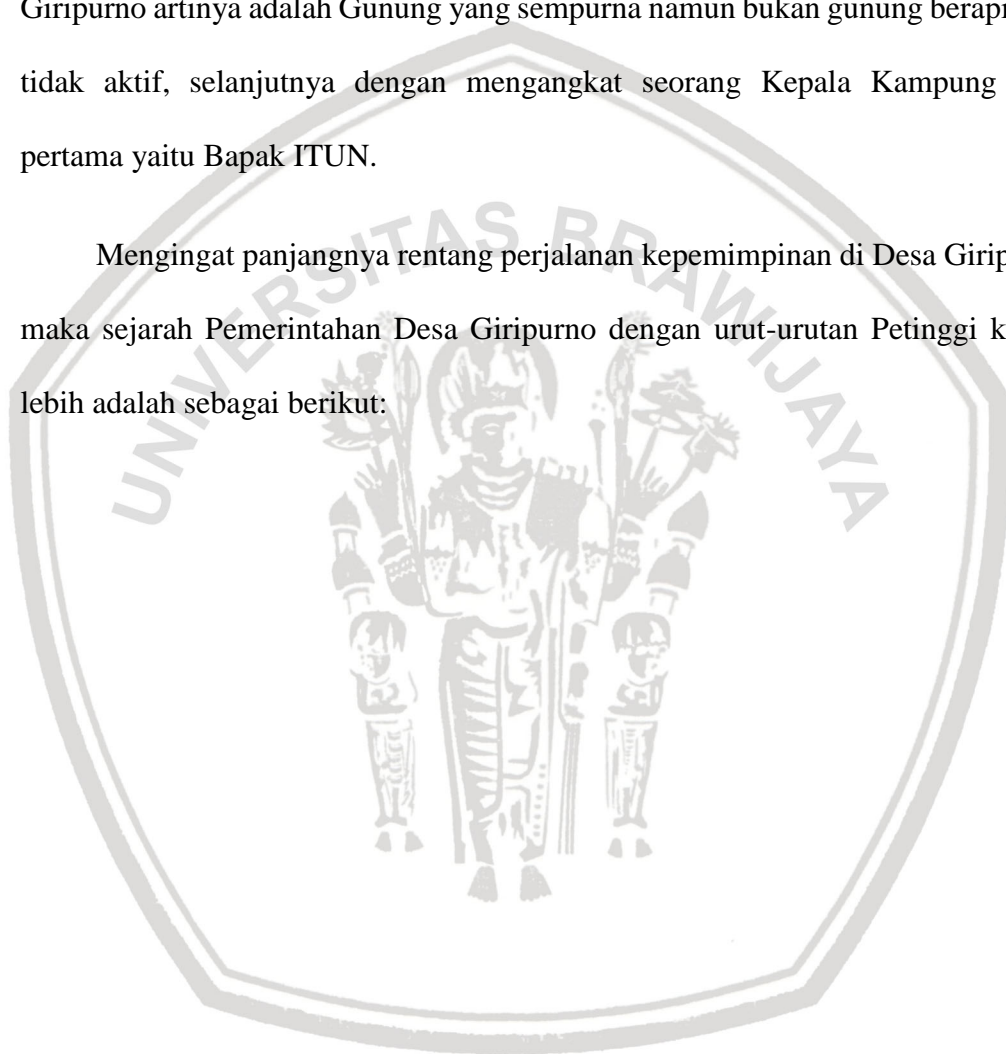 Giripurno artinya adalah Gunung yang sempurna namun bukan gunung berapi
tidak aktif, selanjutnya dengan mengangkat seorang Kepala Kampung
pertama yaitu Bapak ITUN.
Mengingat panjangnya rentang perjalanan kepemimpinan di Desa Girip
maka sejarah Pemerintahan Desa Giripurno dengan urut-urutan Petinggi k
lebih adalah sebagai berikut:
UNIVERSITAS BRAWIJAYA